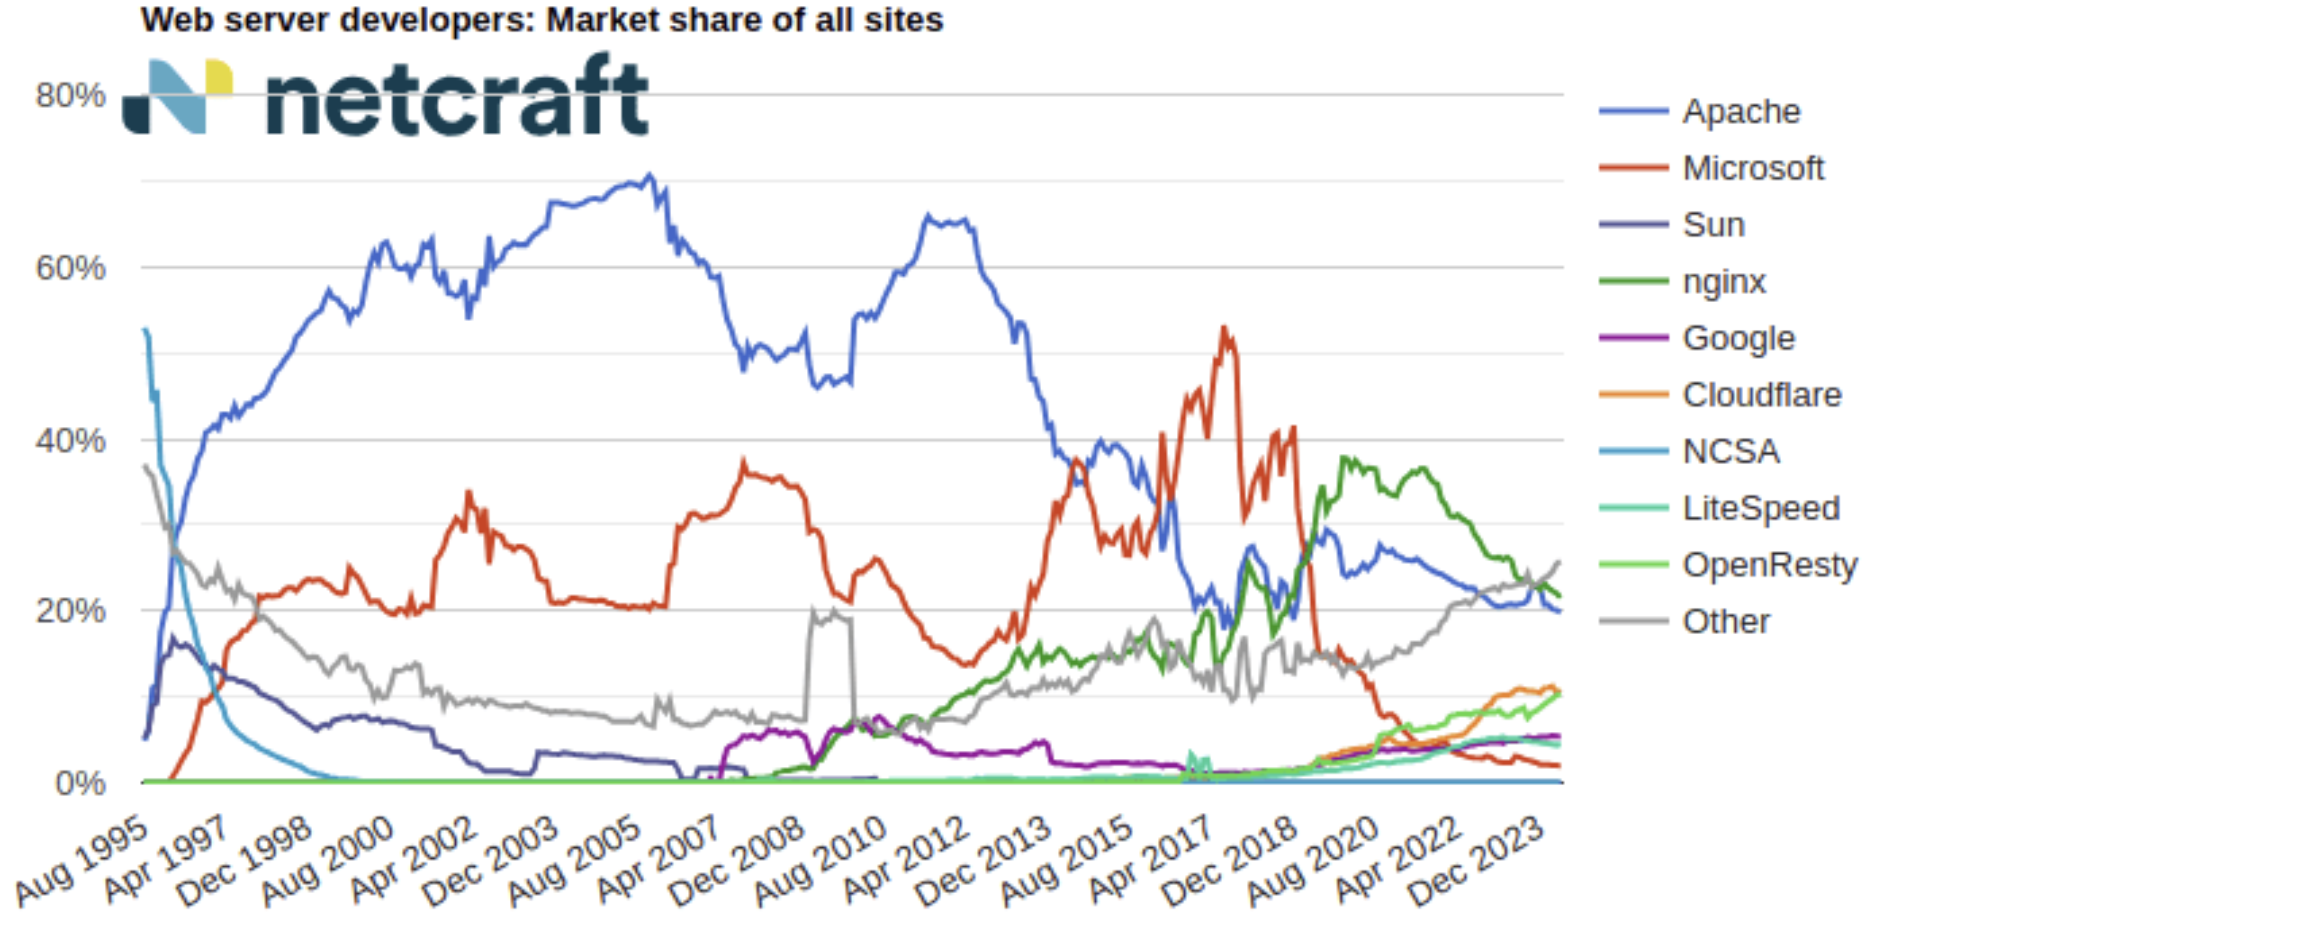 Web server developers: Market share of all sites
netcraft
80%
60%
40%
20%
0%
Aug 1995
Apr 1997
Dec 1998
Aug 2000
Apr 2002
Dec 2003
Aug 2005
Apr 2007
Dec 2008
Aug 2010
Apr 2012
Dec 2013
Aug 2015
Apr 2017
Dec 2018
Aug 2020
Apr 2022
Dec 2023
Apache
Microsoft
Sun
nginx
Google
Cloudflare
NCSA
LiteSpeed
OpenResty
Other